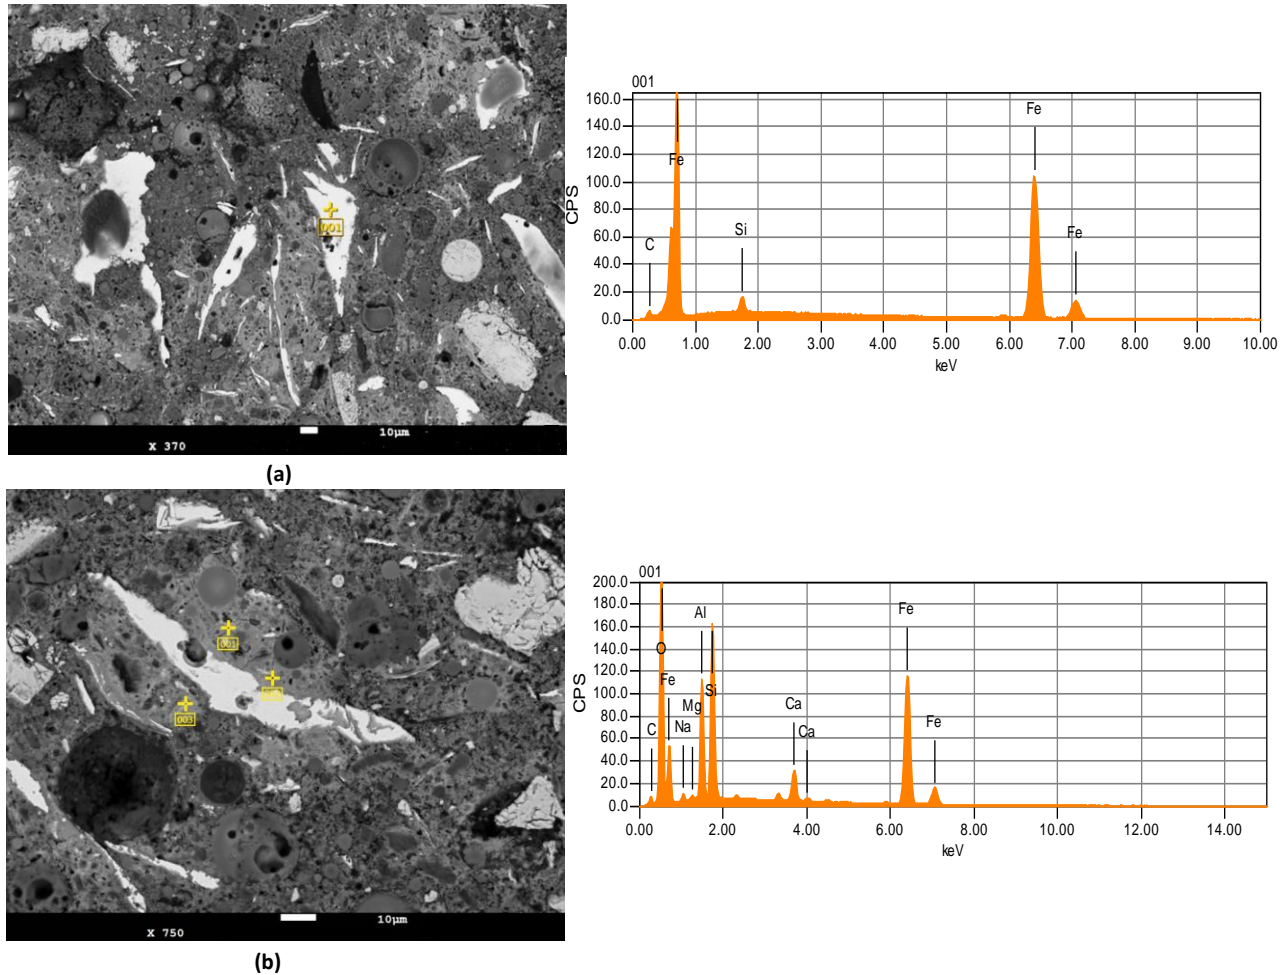 001
160.0
140.0
120.0
100.0
80.0
60.0
40.0
20.0
0.0
CPS
C
Fe
Si
Fe
Fe
0.00 1.00 2.00 3.00 4.00 5.00 6.00 7.00 8.00 9.00 10.00
keV
001
10µm
X 370
(a)
001
200.0
180.0
160.0
140.0
120.0
100.0
80.0
60.0
40.0
20.0
0.0
CPS
C
O
Fe
Na
Mg
Al
Si
Ca
Ca
Fe
Fe
0.00 2.00 4.00 6.00 8.00 10.00 12.00 14.00
keV
001
003
10µm
X 750
(b)